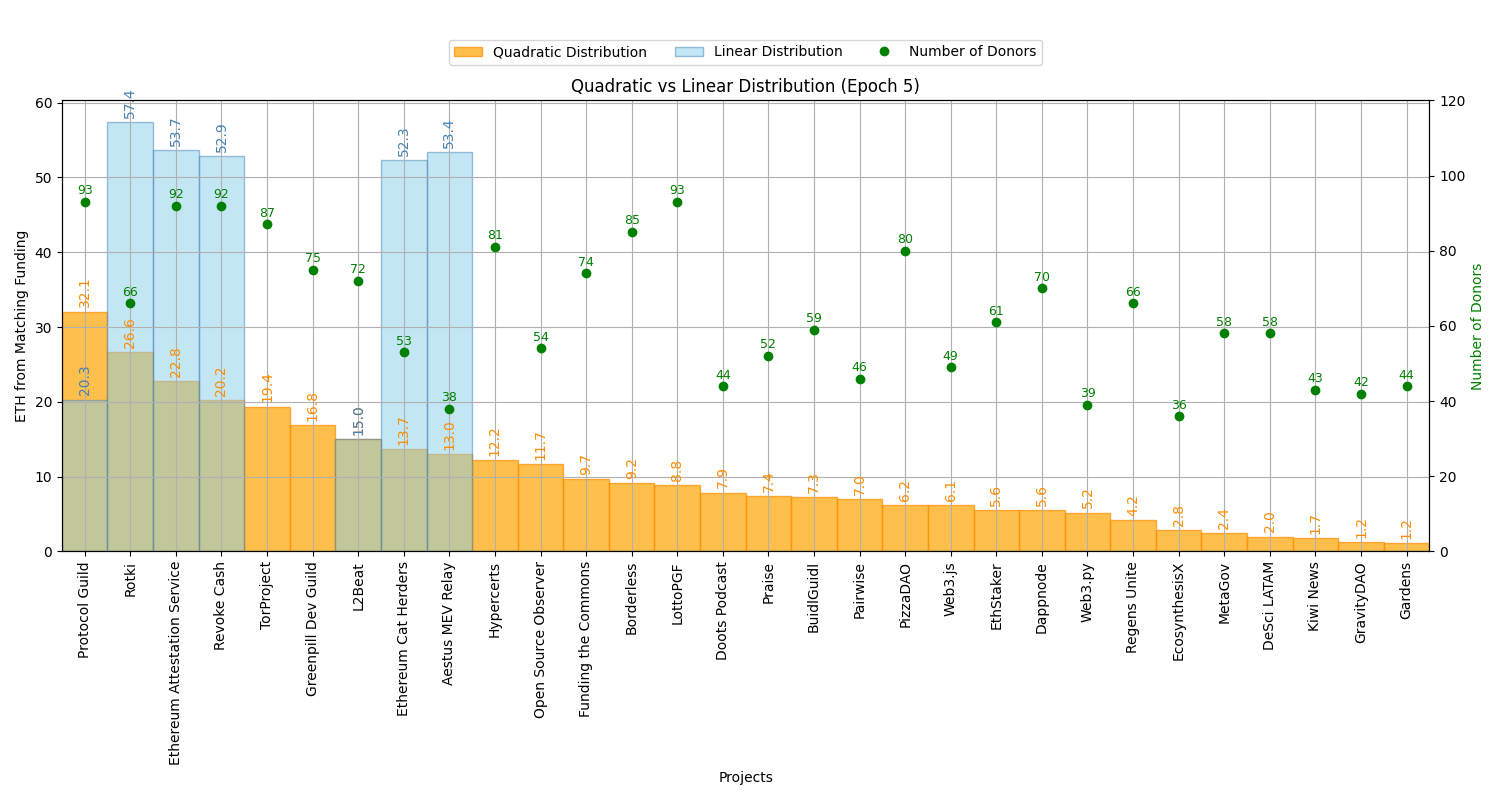 Quadratic Distribution Linear Distribution Number of Donors
Quadratic vs Linear Distribution (Epoch 5)
ETH from Matching Funding
60
50
40
30
20
10
0
120
100
80
60
40
20
0
Number of Donors
32.1
26.6
22.8
20.2
19.4
16.8
15.0
13.7
13.0
12.2
11.7
9.7
9.2
8.8
7.9
7.4
7.3
7.0
6.2
6.1
5.6
5.6
5.2
4.2
2.8
2.4
2.0
1.7
1.2
1.2
20.3
57.4
53.7
52.9
52.3
53.4
93
66
92
92
87
75
72
53
38
81
54
74
85
93
44
52
59
46
80
49
61
70
39
66
36
58
58
43
42
44
Protocol Guild
Rotki
Ethereum Attestation Service
Revoke Cash
TorProject
Greenpill Dev Guild
L2Beat
Ethereum Cat Herders
Aestus MEV Relay
Hypercerts
Open Source Observer
Funding the Commons
Borderless
LottoPGF
Doots Podcast
Praise
BuidlGuidl
Pairwise
PizzaDAO
Web3.js
EthStaker
Dappnode
Web3.py
Regens Unite
EcosynthesisX
MetaGov
DeSci LATAM
Kiwi News
GravityDAO
Gardens
Projects